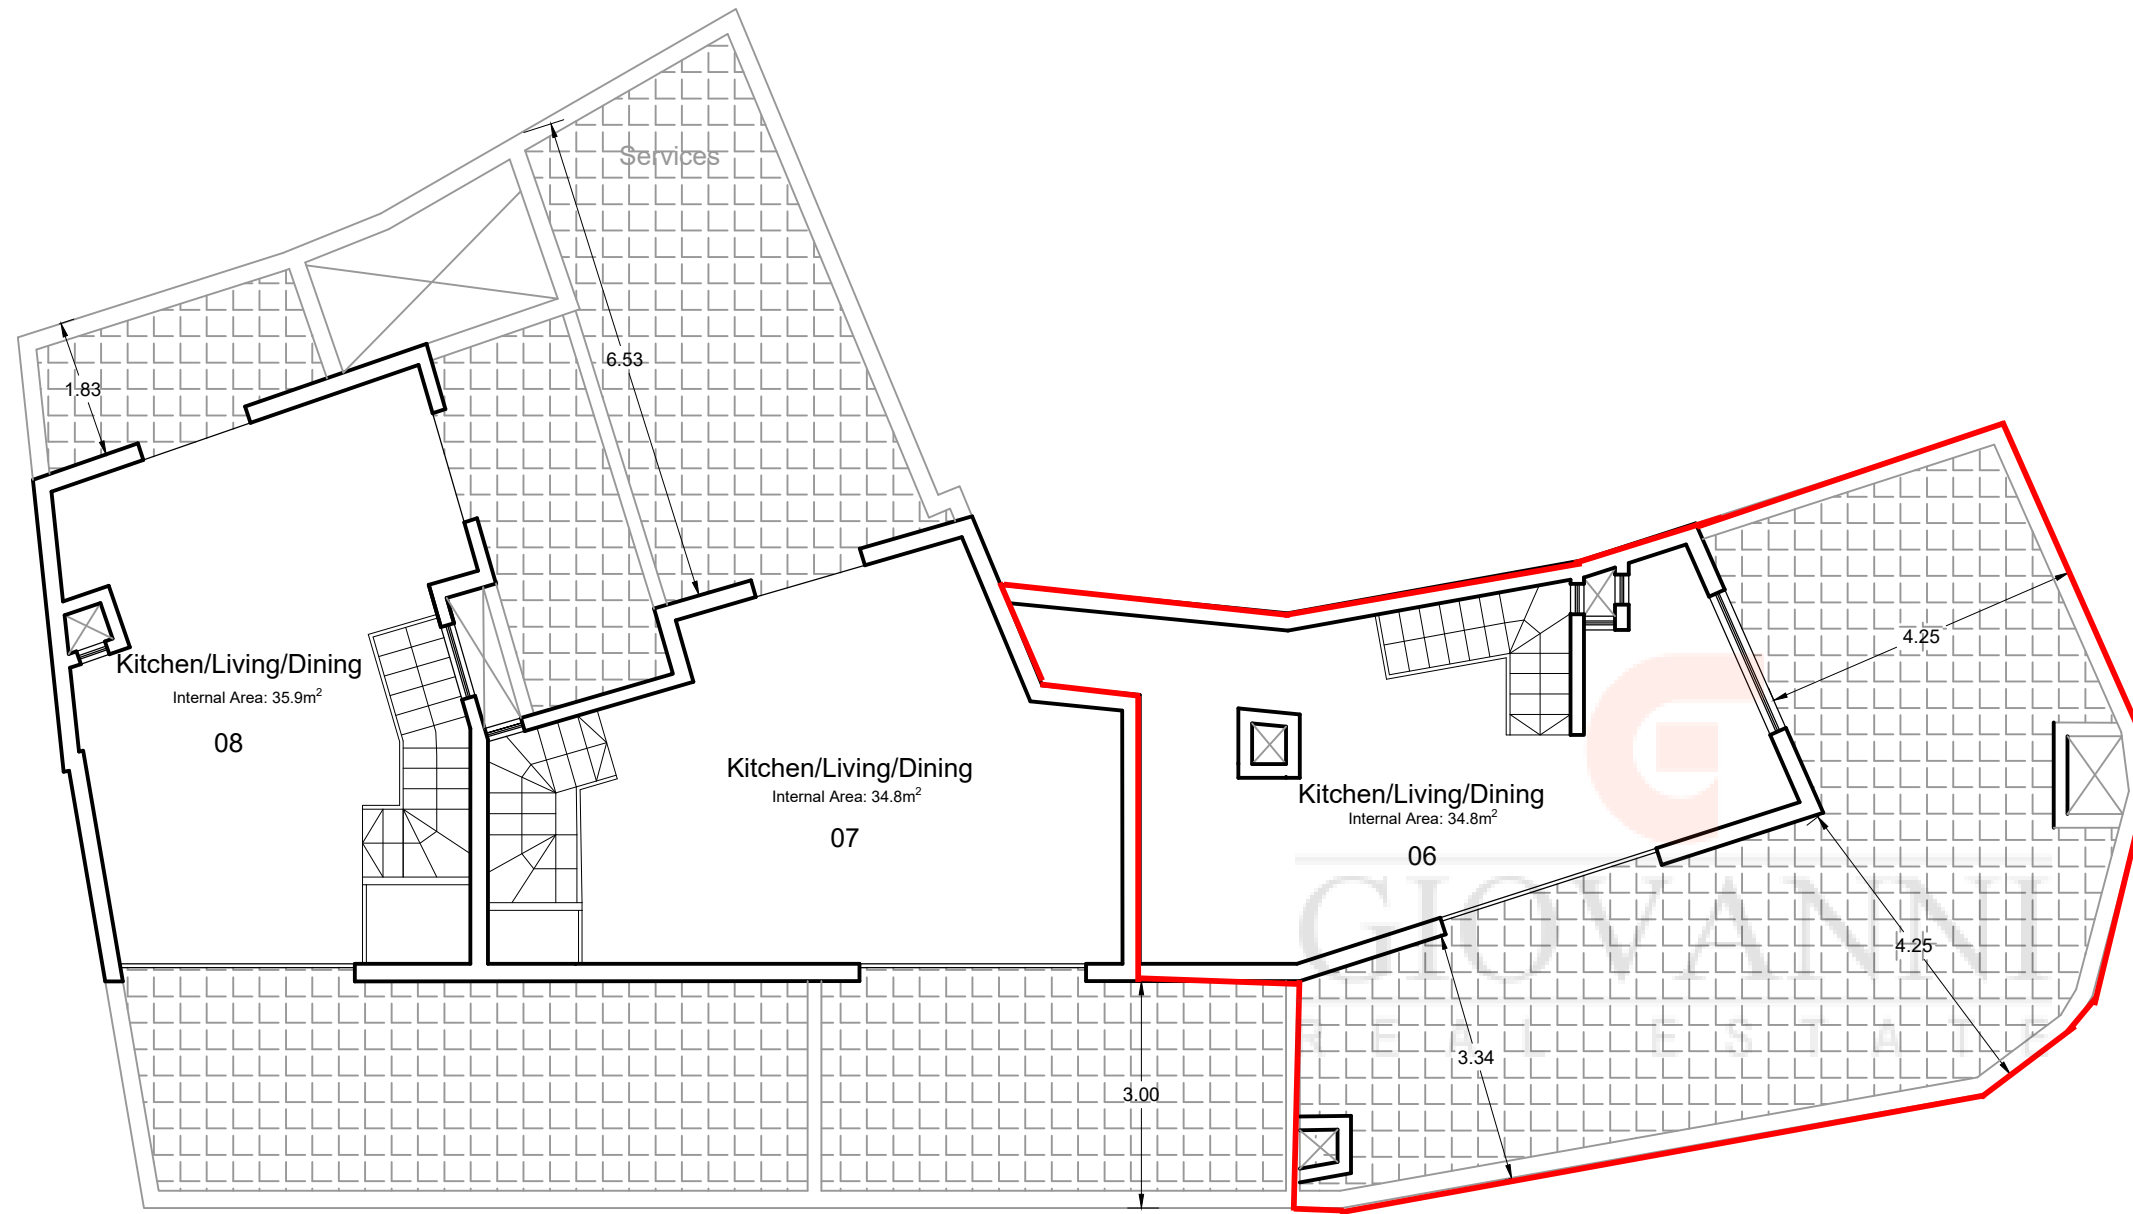 Services
6.53
1.83
4.25
Kitchen/Living/Dining
Internal Area: 35.9m²
08
Kitchen/Living/Dining
Internal Area: 34.8m²
07
Kitchen/Living/Dining
Internal Area: 34.8m²
06
GIOVANNI
REAL ESTATE
4.25
3.34
3.00